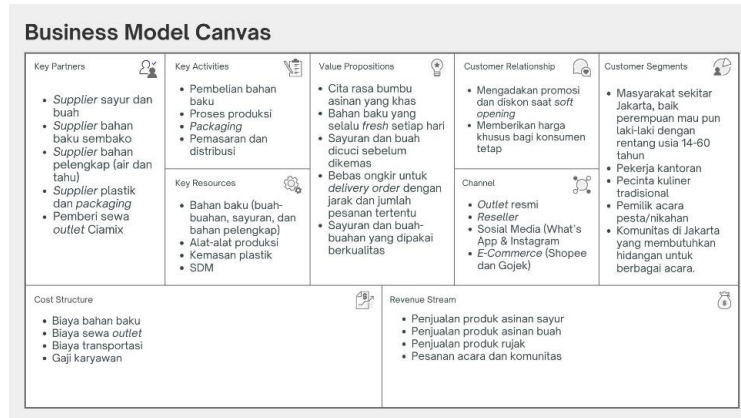 Business Model Canvas
Key Partners
• Supplier sayur dan
buah
• Supplier bahan
baku sembako
• Supplier bahan
pelengkap (air dan
tahu)
• Supplier plastik
dan packaging
• Pemberi sewa
outlet Ciamix
Key Activities
• Pembelian bahan
baku
• Proses produksi
• Packaging
• Pemasaran dan
distribusi
Key Resources
• Bahan baku (buah-
buahan, sayuran, dan
bahan pelengkap)
• Alat-alat produksi
• Kemasan plastik
• SDM
Value Propositions
• Cita rasa bumbu
asinan yang khas
• Bahan baku yang
selalu fresh setiap hari
• Sayuran dan buah
dicuci sebelum
dikemas
• Bebas ongkir untuk
delivery order dengan
jarak dan jumlah
pesanan tertentu
• Sayuran dan buah-
buahan yang dipakai
berkualitas
Customer Relationship
• Mengadakan promosi
dan diskon saat soft
opening
• Memberikan harga
khusus bagi konsumen
tetap
Channel
• Outlet resmi
• Reseller
• Sosial Media (What's
App & Instagram
• E-Commerce (Shopee
dan Gojek)
Customer Segments
• Masyarakat sekitar
Jakarta, baik
perempuan mau pun
laki-laki dengan
rentang usia 14-60
tahun
• Pekerja kantoran
• Pecinta kuliner
tradisional
• Pemilik acara
pesta/nikahan
• Komunitas di Jakarta
yang membutuhkan
hidangan untuk
berbagai acara.
Cost Structure
• Biaya bahan baku
• Biaya sewa outlet
• Biaya transportasi
• Gaji karyawan
Revenue Stream
• Penjualan produk asinan sayur
• Penjualan produk asinan buah
• Penjualan produk rujak
• Pesanan acara dan komunitas